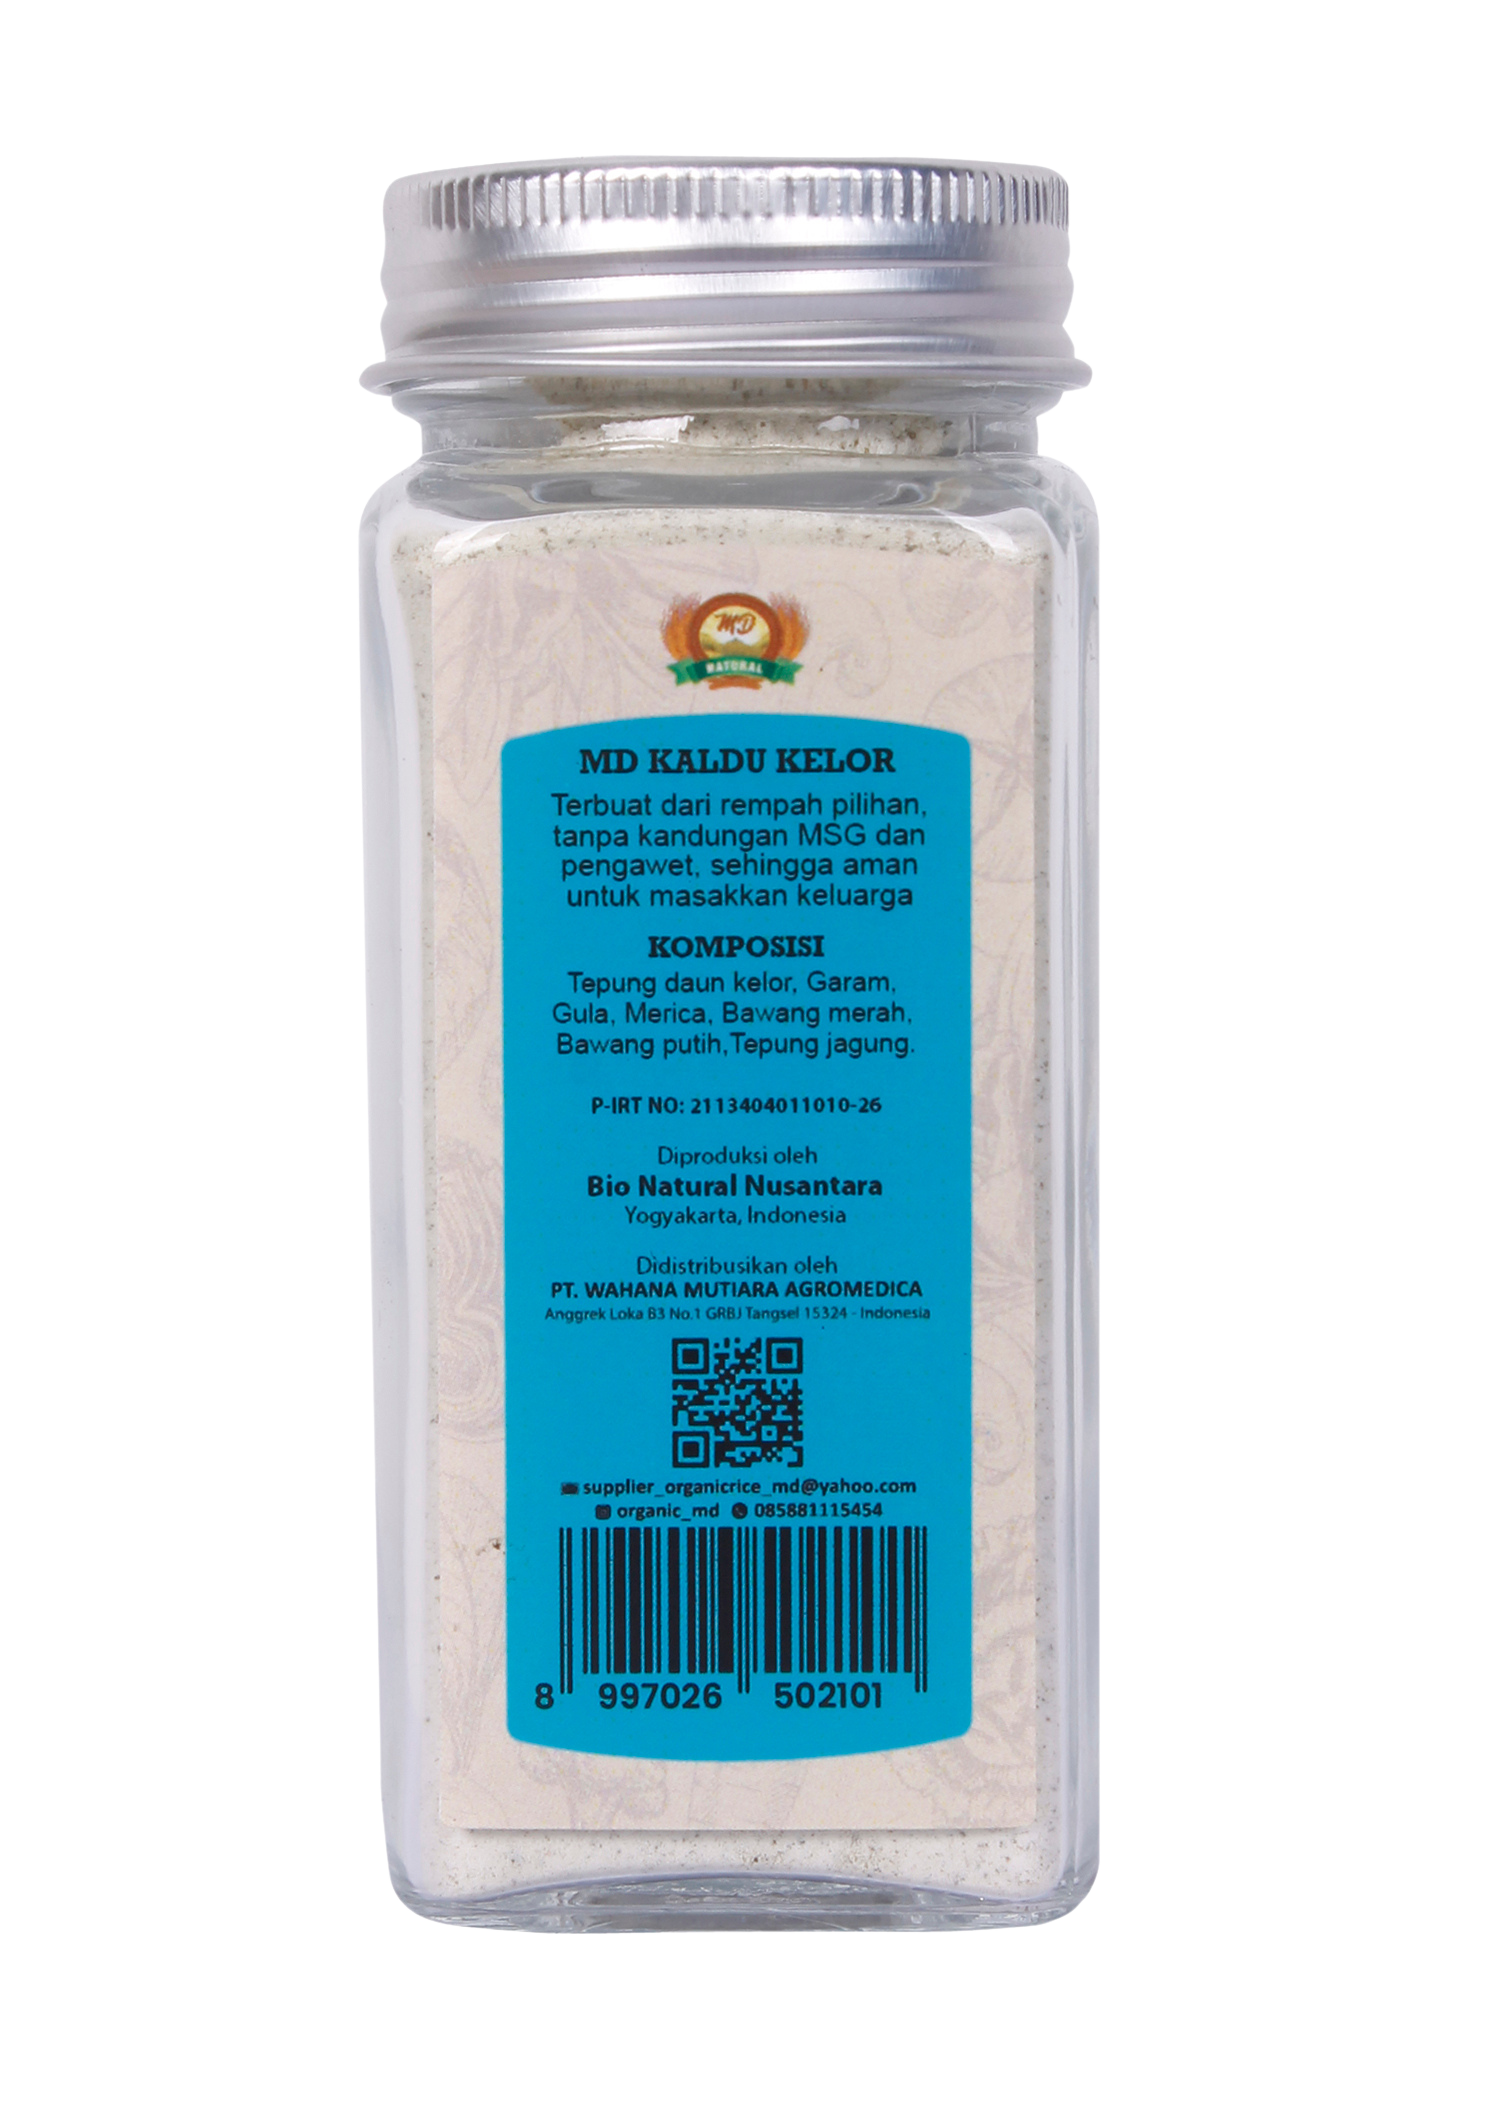 MD
NATURAL
MD KALDU KELOR
Terbuat dari rempah pilihan,
tanpa kandungan MSG dan
pengawet, sehingga aman
untuk masakkan keluarga
KOMPOSISI
Tepung daun kelor, Garam,
Gula, Merica, Bawang merah,
Bawang putih,Tepung jagung.
P-IRT NO: 2113404011010-26
Diproduksi oleh
Bio Natural Nusantara
Yogyakarta, Indonesia
Didistribusikan oleh
PT. WAHANA MUTIARA AGROMEDICA
Anggrek Loka B3 No.1 GRBJ Tangsel 15324 - Indonesia
supplier_organicrice_md@yahoo.com
organic_md 085881115454
8 997026 502101